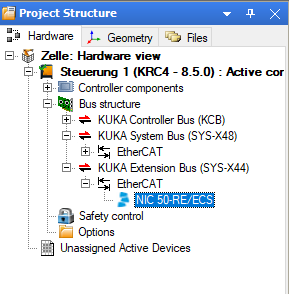 Project Structure
Hardware Geometry Files
Zelle: Hardware view
Steuerung 1 (KRC4 - 8.5.0) : Active cor
Controller components
Bus structure
KUKA Controller Bus (KCB)
KUKA System Bus (SYS-X48)
EtherCAT
KUKA Extension Bus (SYS-X44)
EtherCAT
NIC 50-RE/ECS
Safety control
Options
Unassigned Active Devices